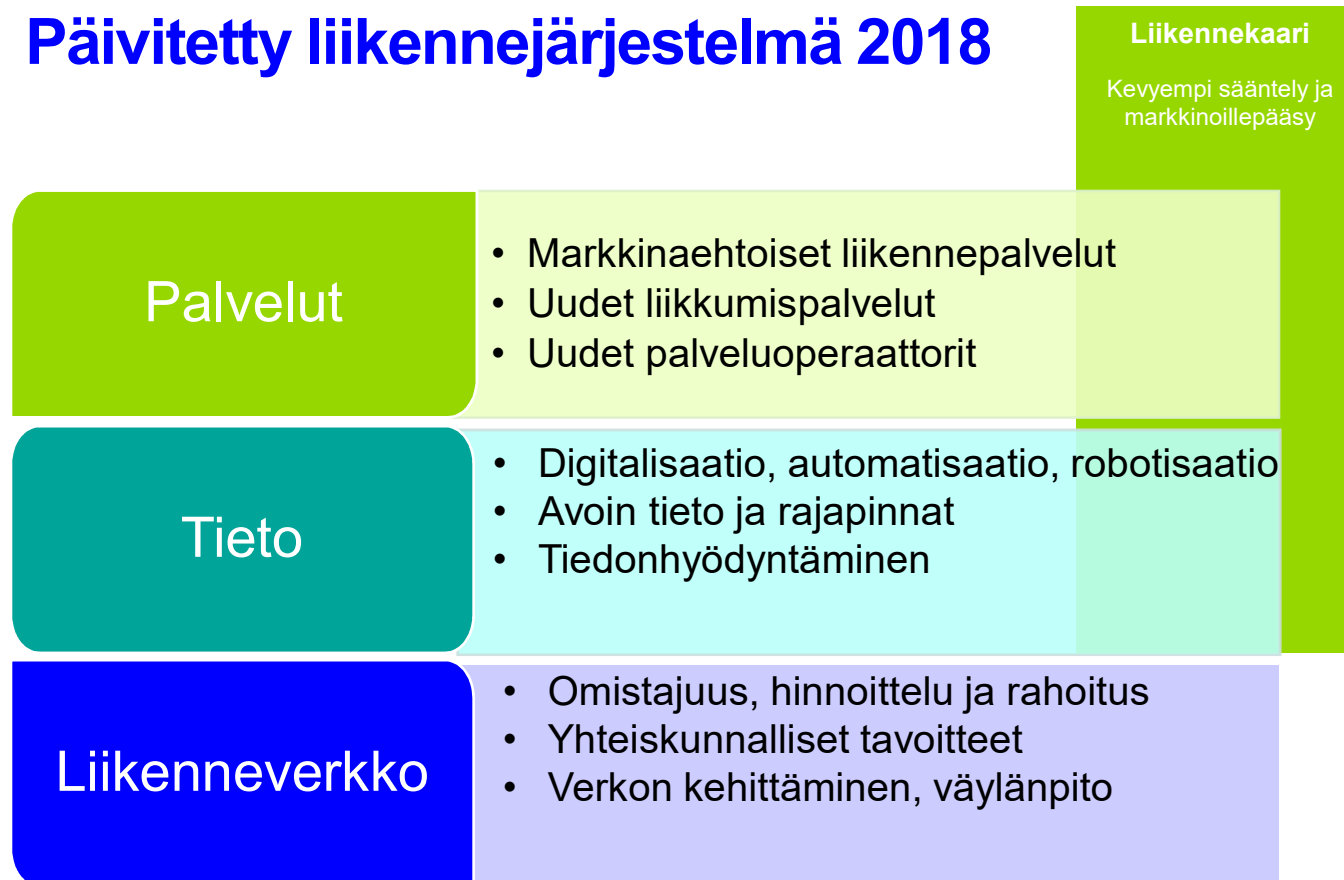 Päivitetty liikennejärjestelmä 2018
Liikennekaari
Kevyempi sääntely ja
markkinoillepääsy
Palvelut
• Markkinaehtoiset liikennepalvelut
• Uudet liikkumispalvelut
• Uudet palveluoperaattorit
Tieto
• Digitalisaatio, automatisaatio, robotisaatio
• Avoin tieto ja rajapinnat
• Tiedonhyödyntäminen
Liikenneverkko
• Omistajuus, hinnoittelu ja rahoitus
• Yhteiskunnalliset tavoitteet
• Verkon kehittäminen, väylänpito